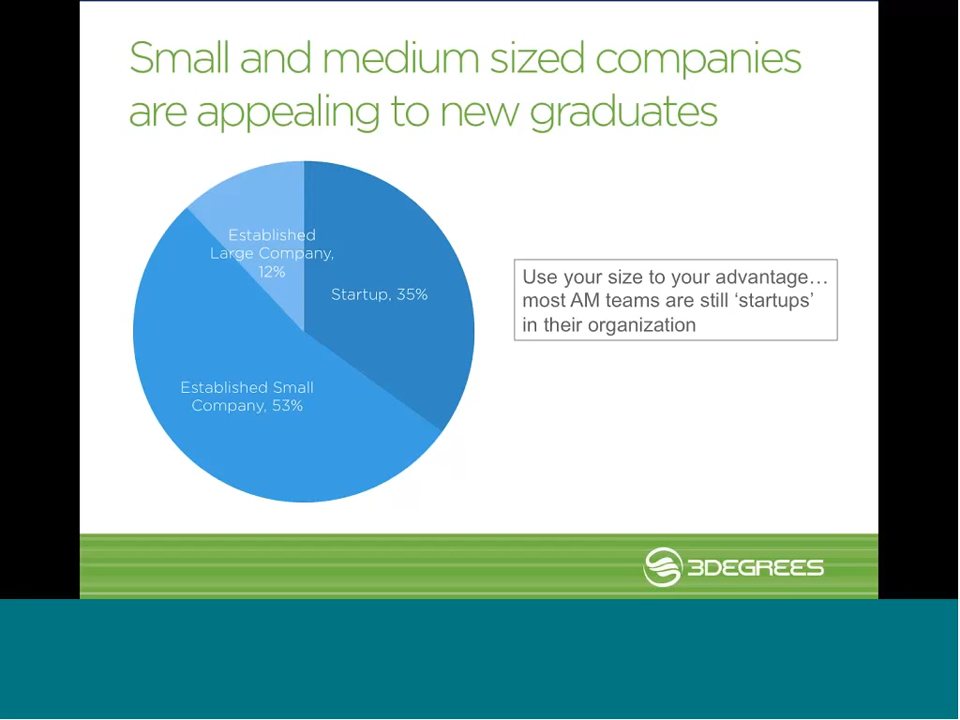 Small and medium sized companies
are appealing to new graduates
Established
Large Company,
12%
Startup, 35%
Established Small
Company, 53%
Use your size to your advantage…
most AM teams are still ‘startups’
in their organization
3DEGREES